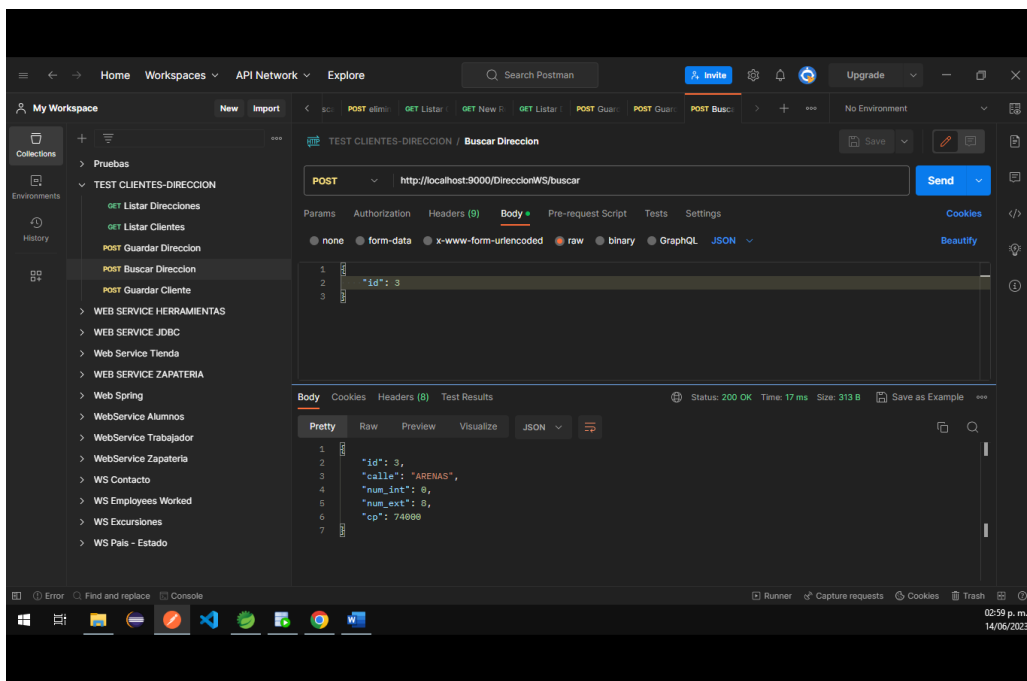 Home Workspaces API Network Explore Search Postman Invite Upgrade
My Workspace New Import POST elimi GET Listar GET New R GET Listar POST Guar POST Guar POST Busc No Environment
Collections
Environments
History
Pruebas
TEST CLIENTES-DIRECCION
GET Listar Direcciones
GET Listar Clientes
POST Guardar Direccion
POST Buscar Direccion
POST Guardar Cliente
WEB SERVICE HERRAMIENTAS
WEB SERVICE JDBC
Web Service Tienda
WEB SERVICE ZAPATERIA
Web Spring
WebService Alumnos
WebService Trabajador
WebService Zapateria
WS Contacto
WS Employees Worked
WS Excursiones
WS Pais - Estado
HTTP TEST CLIENTES-DIRECCION / Buscar Direccion Save
POST http://localhost:9000/DireccionWS/buscar Send
Params Authorization Headers (9) Body Pre-request Script Tests Settings Cookies
none form-data x-www-form-urlencoded raw binary GraphQL JSON Beautify
1 {
2 "id": 3
3 }
Body Cookies Headers (8) Test Results Status: 200 OK Time: 17 ms Size: 313 B Save as Example
Pretty Raw Preview Visualize JSON
1 {
2 "id": 3,
3 "calle": "ARENAS",
4 "num_int": 0,
5 "num_ext": 8,
6 "cp": 74000
7 }
Error Find and replace Console Runner Capture requests Cookies Trash
02:59 p. m.
14/06/2023